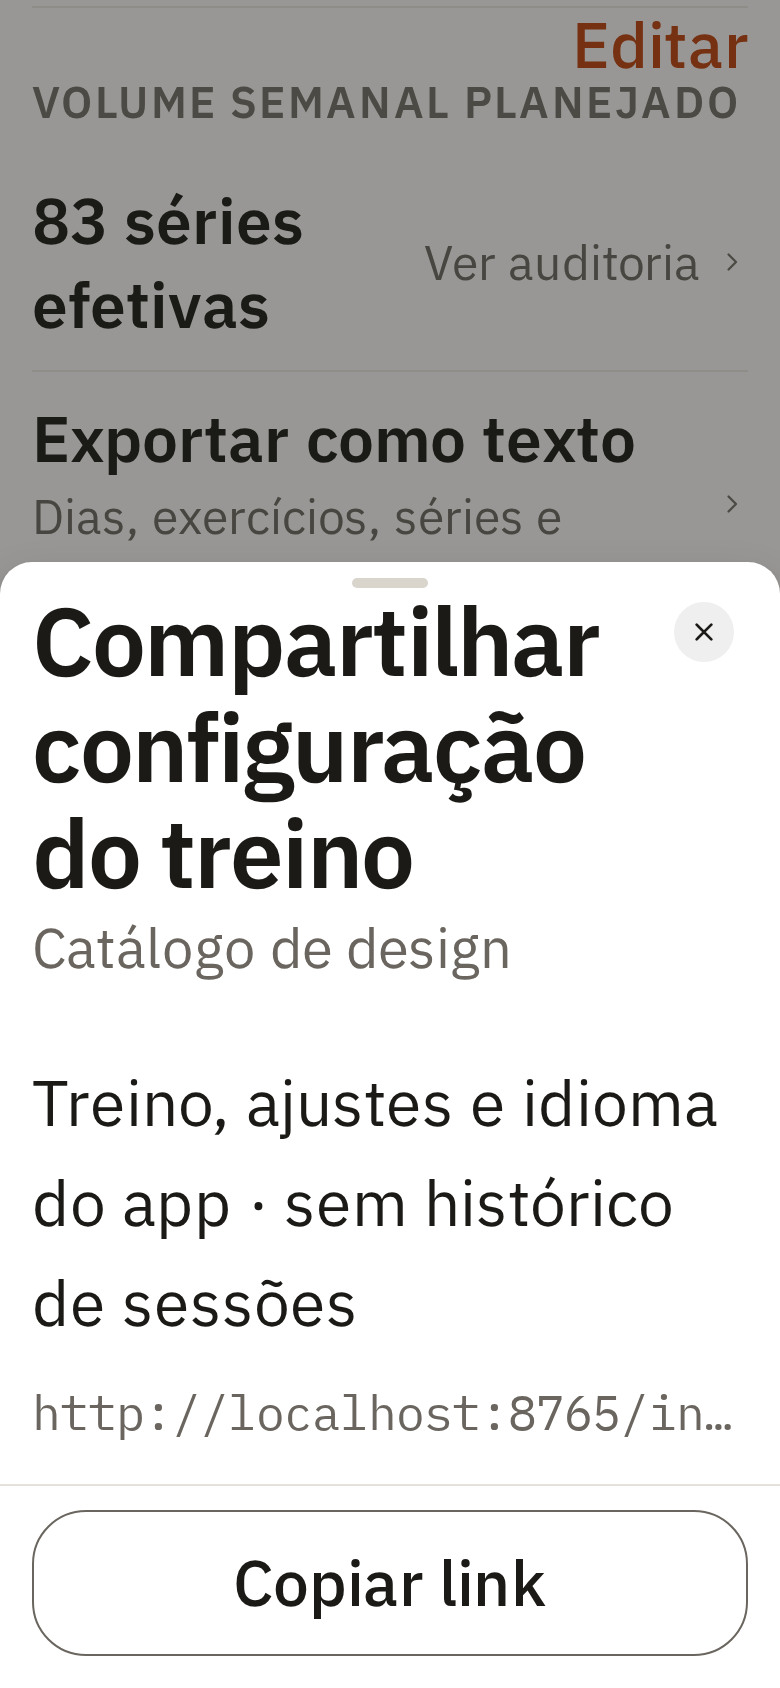 Editar
VOLUME SEMANAL PLANEJADO
83 séries
efetivas
Ver auditoria
Exportar como texto
Dias, exercícios, séries e
Compartilhar
configuração
do treino
Catálogo de design
Treino, ajustes e idioma
do app · sem histórico
de sessões
http://localhost:8765/in…
Copiar link